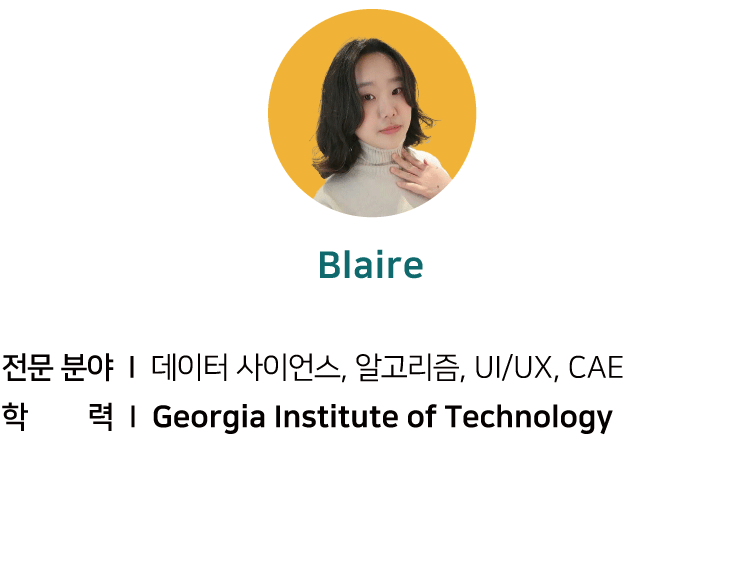 Blaire
전문 분야 I 데이터 사이언스, 알고리즘, UI/UX, CAE
학 력 I Georgia Institute of Technology